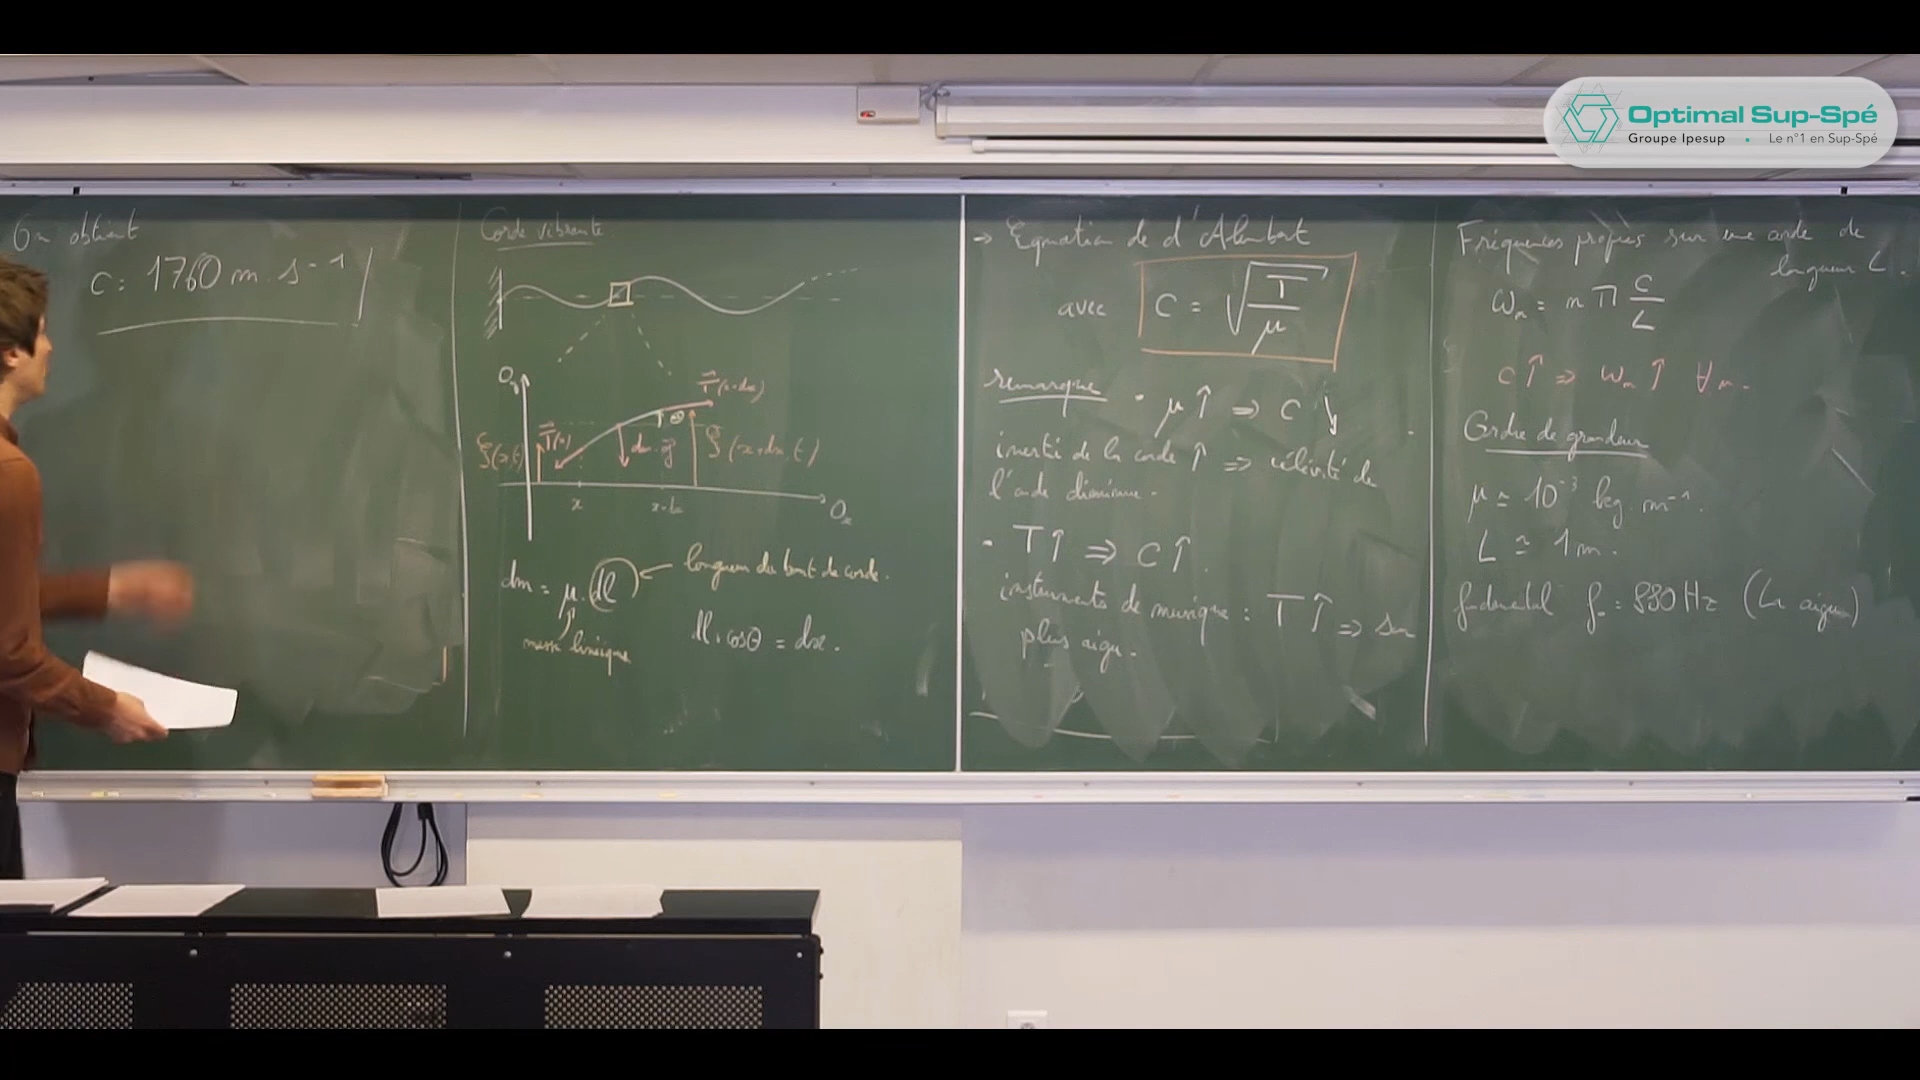 On obtient
c = 1760 m.s⁻¹
Corde vibrante
Oy
T(x+dx)
T(x)
θ
ξ(x,t)
dm.g
ξ(x+dx,t)
x
x+dx
Ox
dm = μ.dl ← longueur du bout de corde.
masse linéique
dl.cosθ = dx.
→ Equation de d'Alembert
avec c = √(T/μ)
remarque • μ↑ ⇒ c ↓
inertie de la corde ↑ ⇒ célérité de
l'onde diminue.
• T↑ ⇒ c↑.
instruments de musique : T↑ ⇒ son
plus aigu.
Fréquences propres sur une corde de
longueur L.
ωₙ = n π c/L
c↑ ⇒ ωₙ↑ ∀n.
Ordre de grandeur
μ ≃ 10⁻³ kg.m⁻¹.
L ≃ 1m.
fondamental f₀ = 880 Hz (La aigu)
Optimal Sup-Spé
Groupe Ipesup • Le n°1 en Sup-Spé